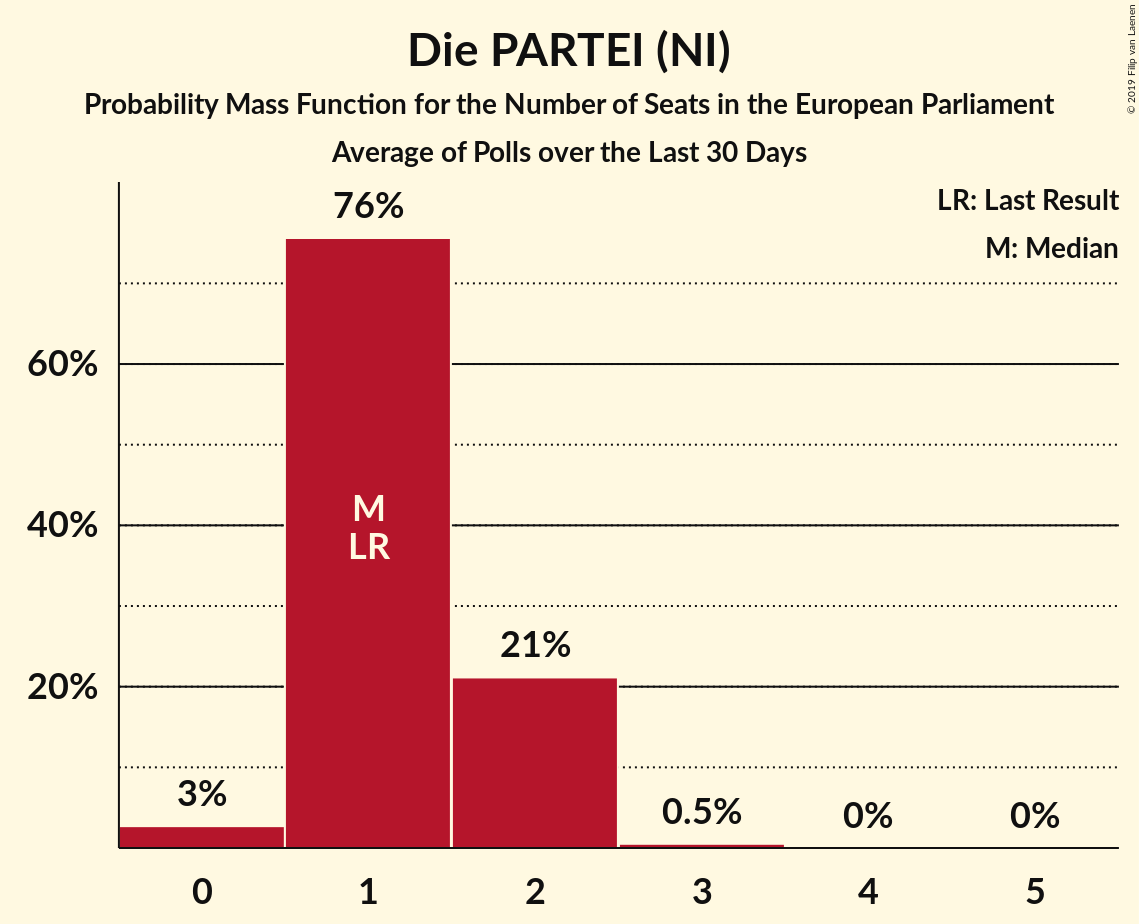 Die PARTEI (NI)
Probability Mass Function for the Number of Seats in the European Parliament
Average of Polls over the Last 30 Days
© 2019 Filip van Laenen
LR: Last Result
M: Median
76%
60%
M
40%
LR
21%
20%
3%
0.5%
0%
0%
0
1
2
3
4
5